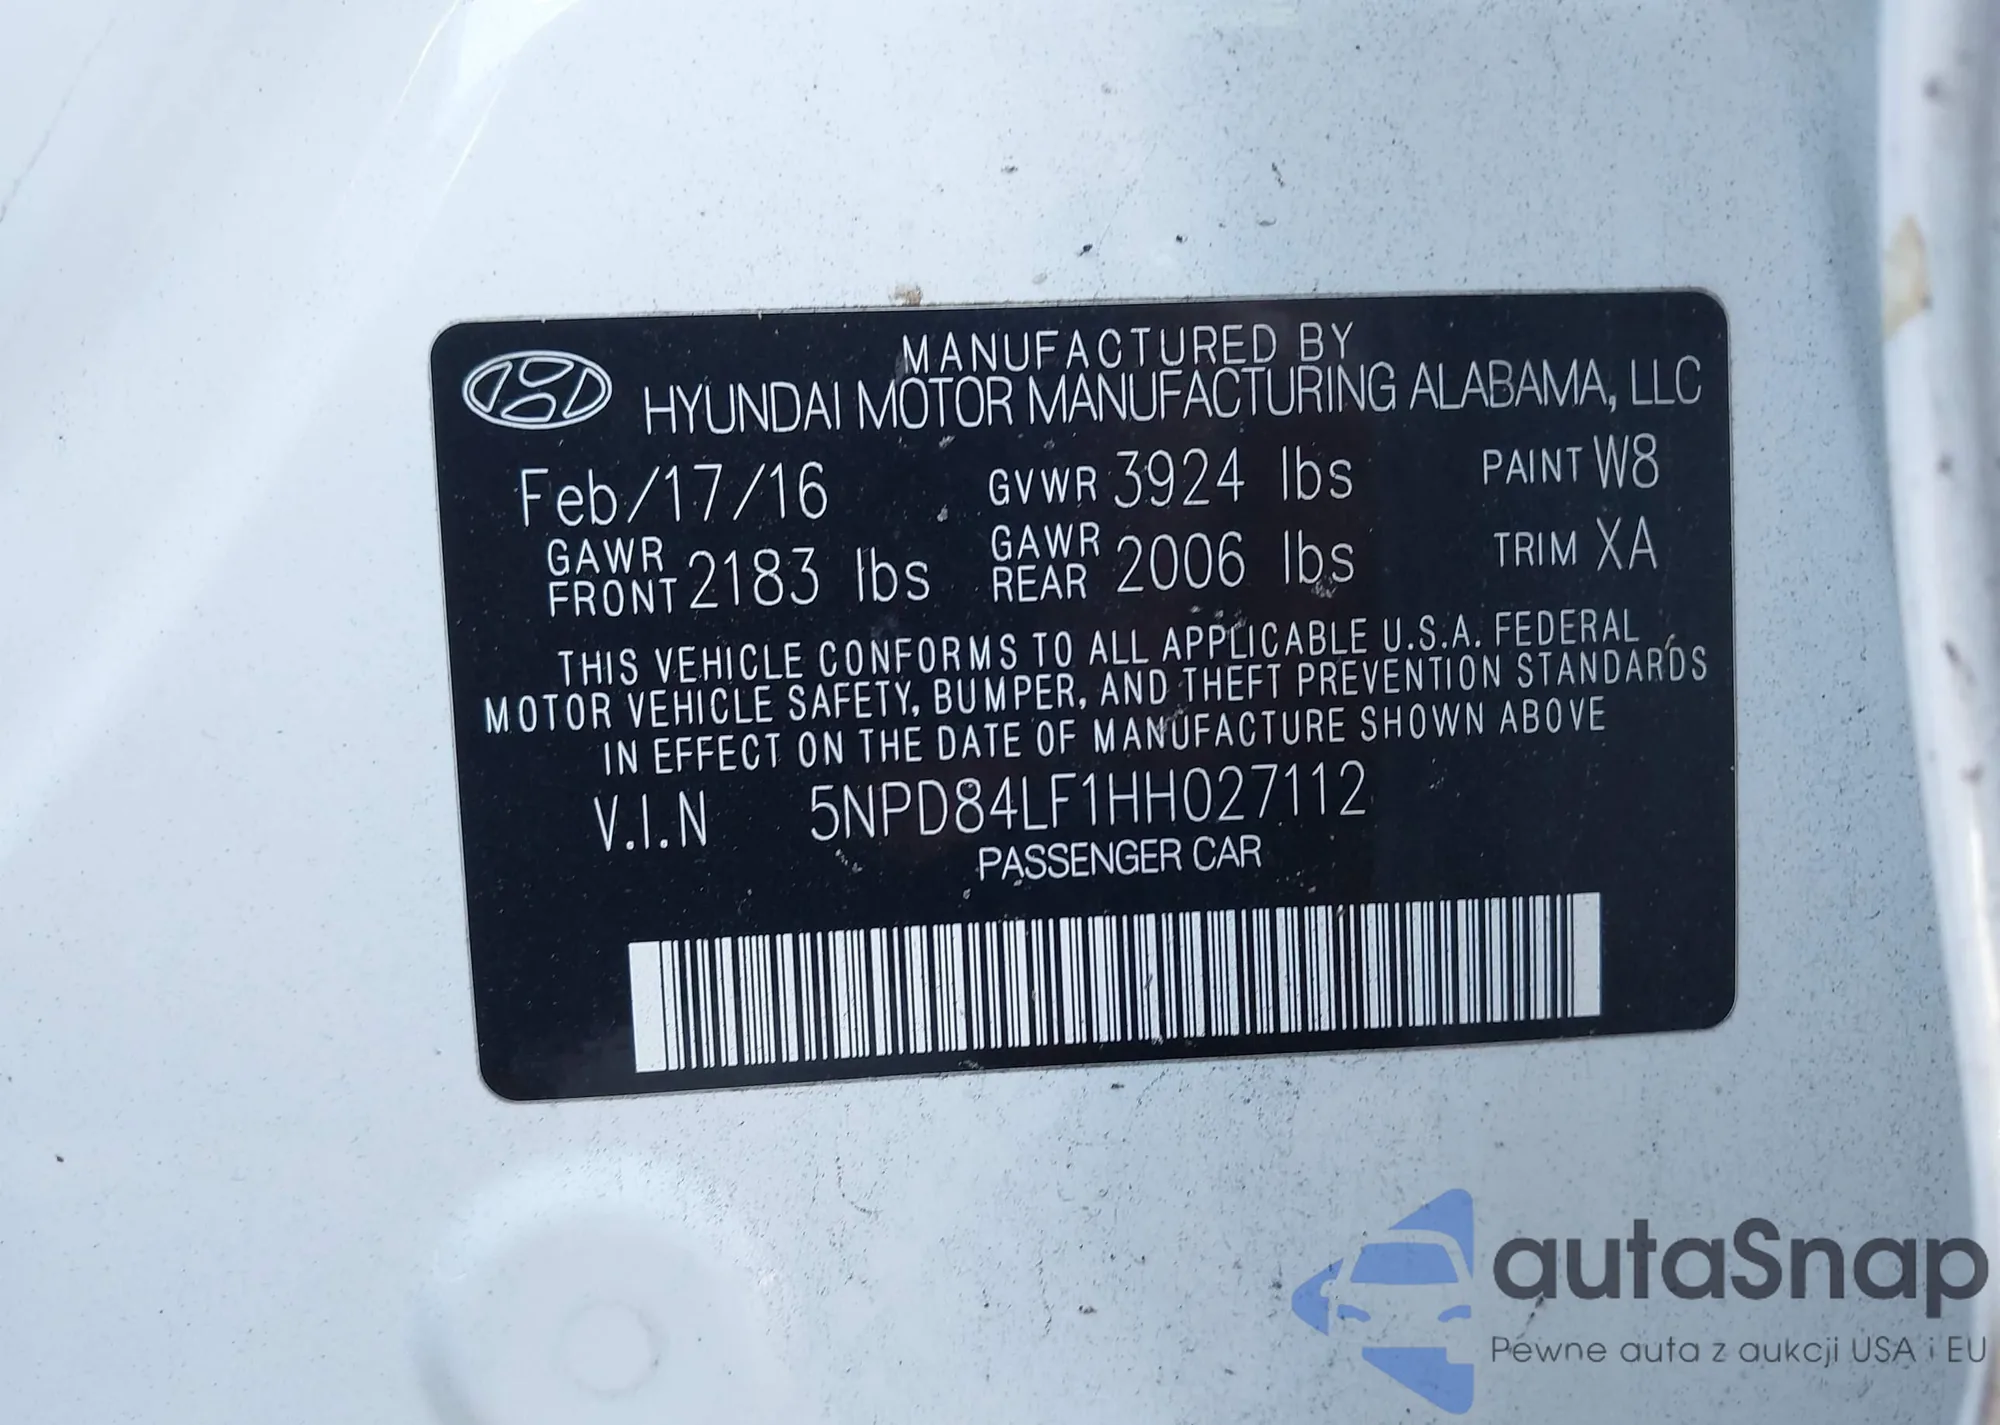 MANUFACTURED BY
HYUNDAI MOTOR MANUFACTURING ALABAMA, LLC
Feb/17/16 GVWR 3924 lbs PAINT W8
GAWR FRONT 2183 lbs GAWR REAR 2006 lbs TRIM XA
THIS VEHICLE CONFORMS TO ALL APPLICABLE U.S.A. FEDERAL
MOTOR VEHICLE SAFETY, BUMPER, AND THEFT PREVENTION STANDARDS
IN EFFECT ON THE DATE OF MANUFACTURE SHOWN ABOVE
V.I.N 5NPD84LF1HH027112
PASSENGER CAR
autaSnap
Pewne auta z aukcji USA i EU